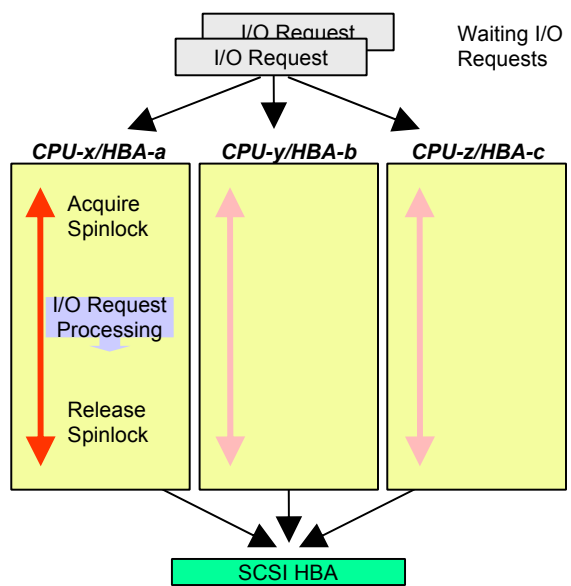 I/O Request
I/O Request
Waiting I/O
Requests
CPU-x/HBA-a
CPU-y/HBA-b
CPU-z/HBA-c
Acquire
Spinlock
I/O Request
Processing
Release
Spinlock
SCSI HBA